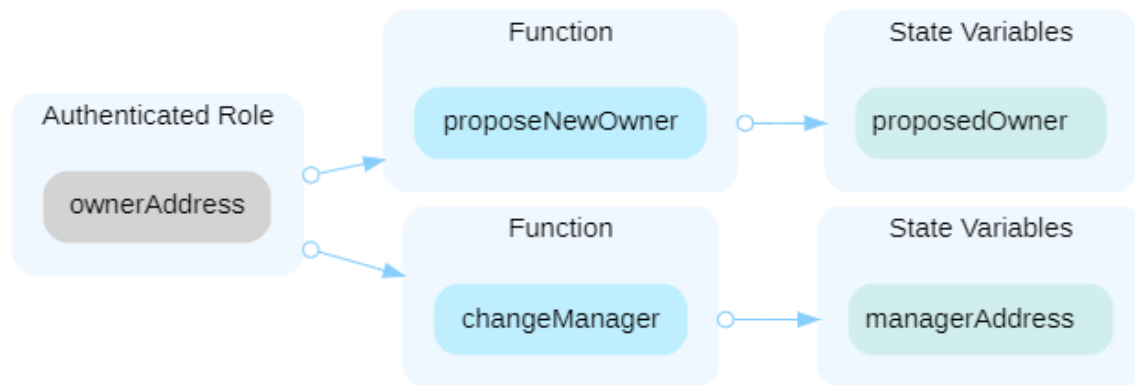 Authenticated Role
ownerAddress
Function
proposeNewOwner
State Variables
proposedOwner
Function
changeManager
State Variables
managerAddress